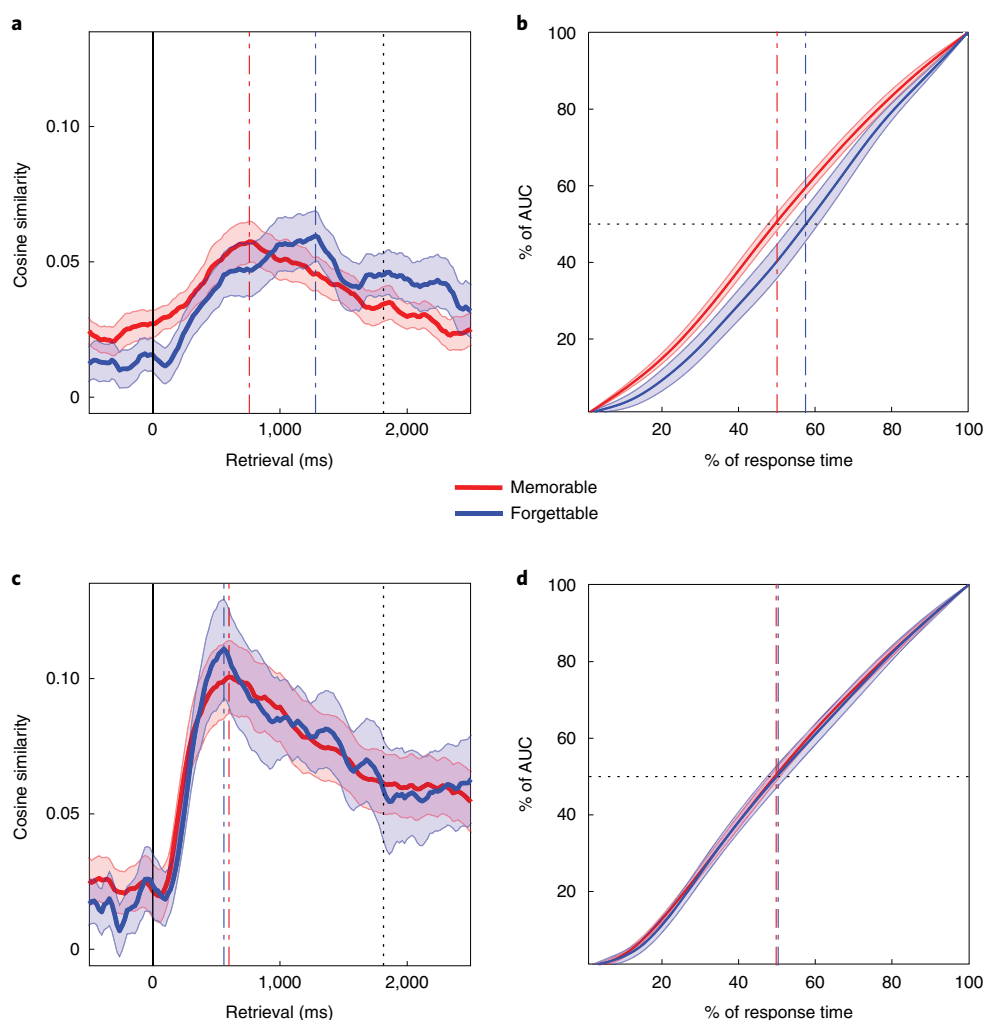 a
0.10
0.05
0
Cosine similarity
0
1,000
2,000
Retrieval (ms)
b
100
80
60
40
20
% of AUC
20
40
60
80
100
% of response time
Memorable
Forgettable
c
0.10
0.05
0
Cosine similarity
0
1,000
2,000
Retrieval (ms)
d
100
80
60
40
20
% of AUC
20
40
60
80
100
% of response time